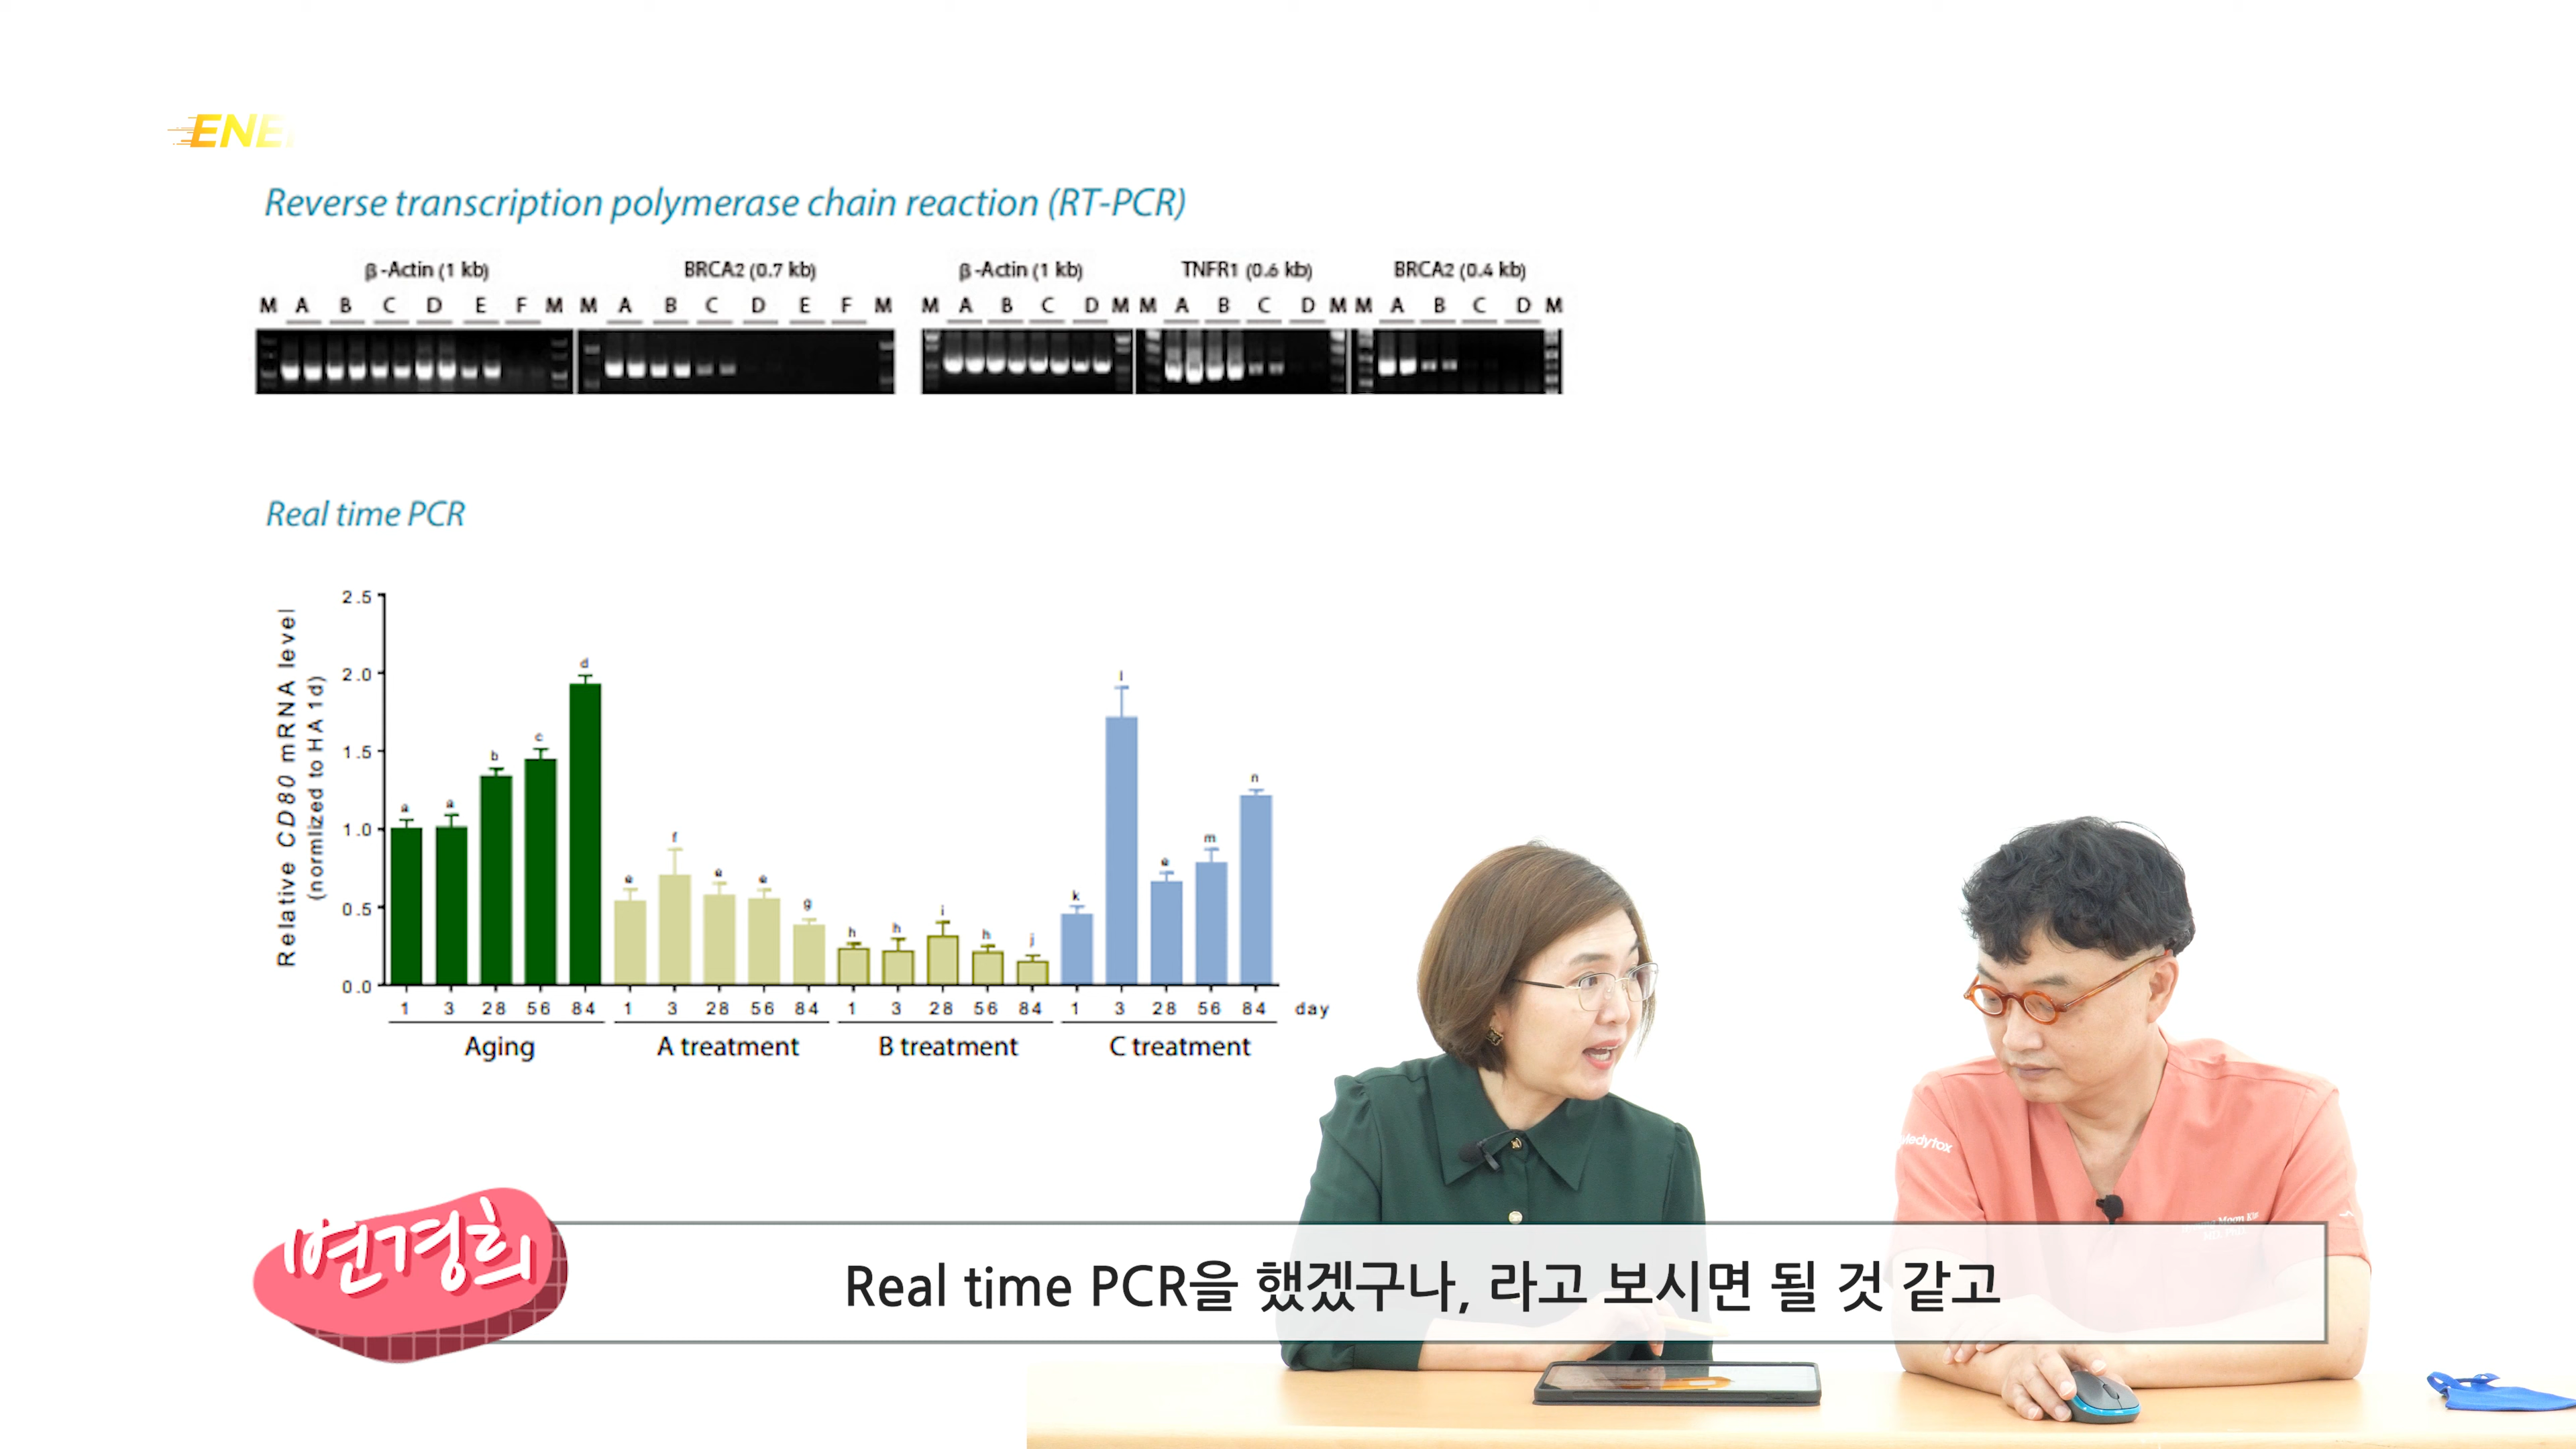 ENE
Reverse transcription polymerase chain reaction (RT-PCR)
β-Actin (1 kb) BRCA2 (0.7 kb) β-Actin (1 kb) TNFR1 (0.6 kb) BRCA2 (0.4 kb)
M A B C D E F M M A B C D E F M M A B C D M M A B C D M M A B C D M
Real time PCR
Relative CD80 mRNA level
(normlized to HA 1d)
2.5
2.0
1.5
1.0
0.5
0.0
a a b c d e f e e g h h i h j k l e m n
1 3 28 56 84 1 3 28 56 84 1 3 28 56 84 1 3 28 56 84 day
Aging A treatment B treatment C treatment
Medytox
변경희
Real time PCR을 했겠구나, 라고 보시면 될 것 같고